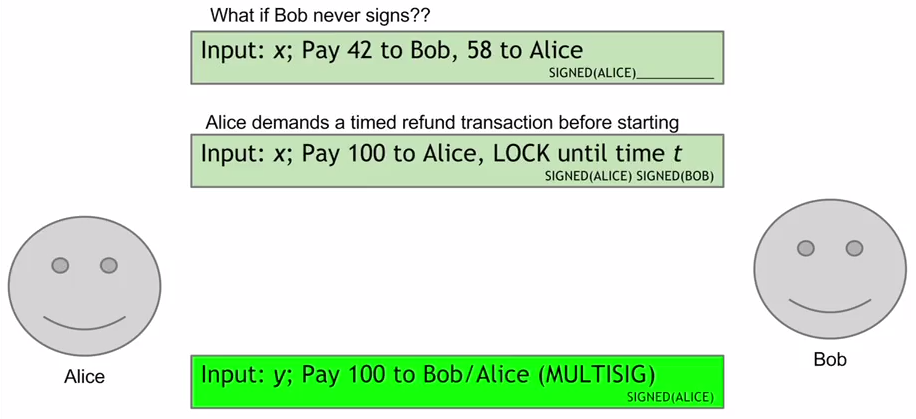 What if Bob never signs??
Input: x; Pay 42 to Bob, 58 to Alice
SIGNED(ALICE)__________
Alice demands a timed refund transaction before starting
Input: x; Pay 100 to Alice, LOCK until time t
SIGNED(ALICE) SIGNED(BOB)
Alice
Bob
Input: y; Pay 100 to Bob/Alice (MULTISIG)
SIGNED(ALICE)